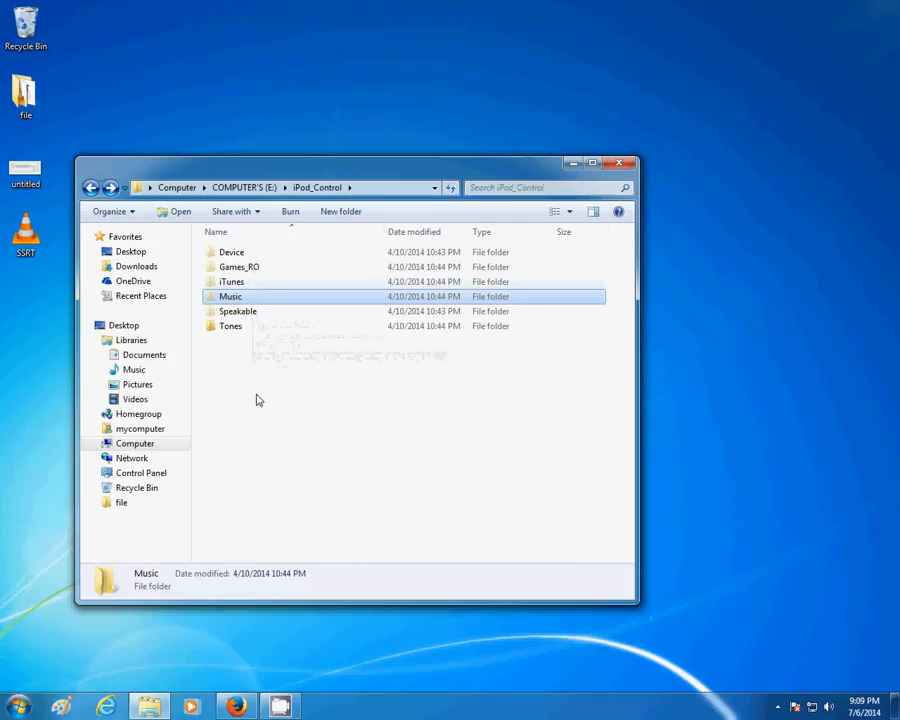 Recycle Bin
file
untitled
SSRT
Computer COMPUTER'S (E:) iPod_Control
Search iPod_Control
Organize Open Share with Burn New folder
Favorites
Desktop
Downloads
OneDrive
Recent Places
Desktop
Libraries
Documents
Music
Pictures
Videos
Homegroup
mycomputer
Computer
Network
Control Panel
Recycle Bin
file
Name Date modified Type Size
Device 4/10/2014 10:43 PM File folder
Games_RO 4/10/2014 10:44 PM File folder
iTunes 4/10/2014 10:44 PM File folder
Music 4/10/2014 10:44 PM File folder
Speakable 4/10/2014 10:43 PM File folder
Tones 4/10/2014 10:44 PM File folder
Music Date modified: 4/10/2014 10:44 PM
File folder
9:09 PM
7/6/2014